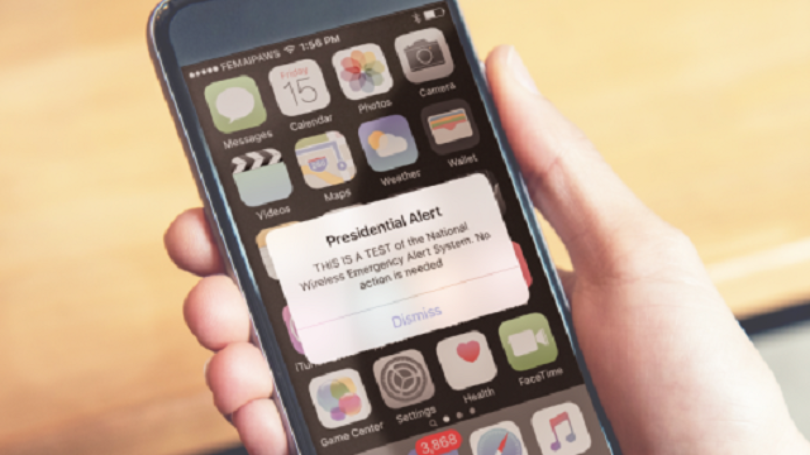 FEMAIPAWS 1:56 PM
Messages
Friday
15
Calendar
Photos
Camera
Videos
280
Maps
Weather
Wallet
Presidential Alert
THIS IS A TEST of the National
Wireless Emergency Alert System. No
action is needed
Dismiss
iTun
Game Center
Settings
Health
FaceTime
3,868